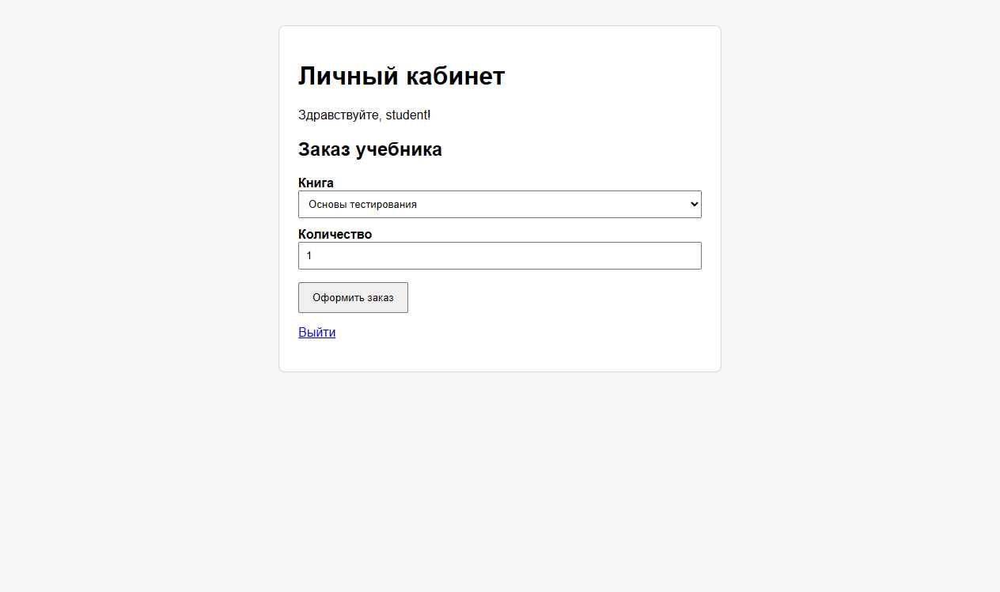 Личный кабинет
Здравствуйте, student!
Заказ учебника
Книга
Основы тестирования
Количество
1
Оформить заказ
Выйти